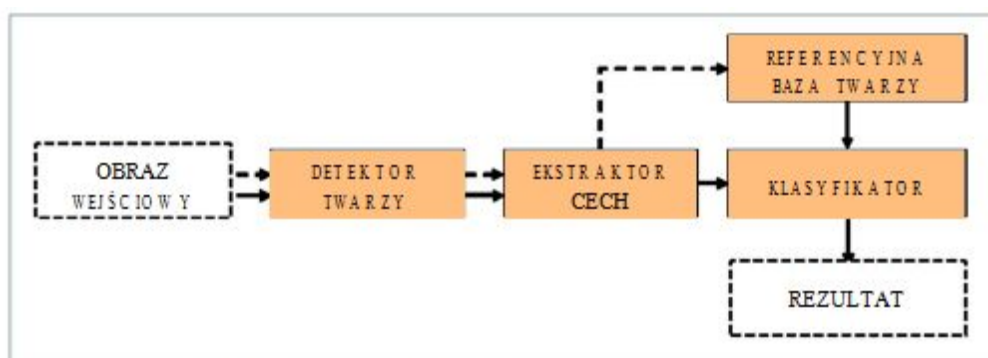 REFERENCYJNA
BAZA TWARZY
OBRAZ
WEJŚCIOWY
DETEKTOR
TWARZY
EKSTRAKTOR
CECH
KLASYFIKATOR
REZULTAT